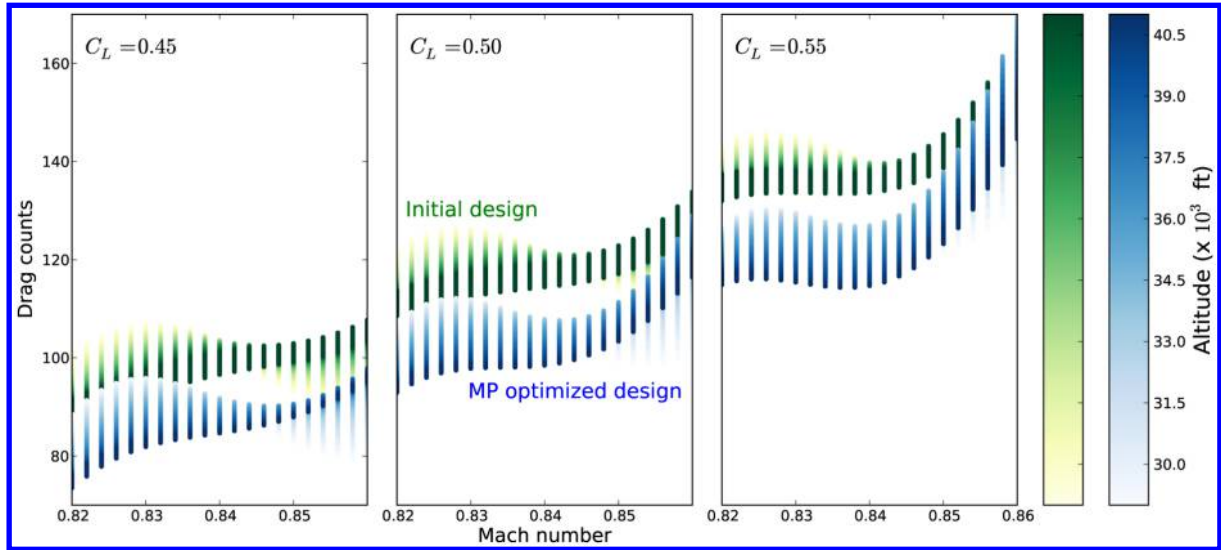 C_L =0.45
C_L =0.50
C_L =0.55
160
140
120
100
80
Drag counts
Initial design
MP optimized design
0.82 0.83 0.84 0.85
0.82 0.83 0.84 0.85
0.82 0.83 0.84 0.85 0.86
Mach number
40.5
39.0
37.5
36.0
34.5
33.0
31.5
30.0
Altitude (x 10³ ft)